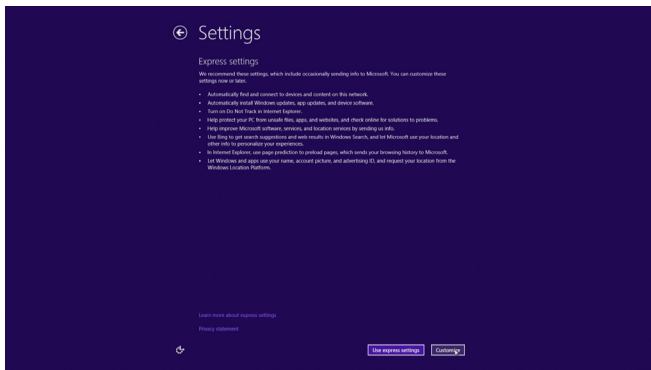 Settings
Express settings
We recommend these settings, which include occasionally sending info to Microsoft. You can customize these
settings now or later.
• Automatically find and connect to devices and content on this network.
• Automatically install Windows updates, app updates, and device software.
• Turn on Do Not Track in Internet Explorer.
• Help protect your PC from unsafe files, apps, and websites, and check online for solutions to problems.
• Help improve Microsoft software, services, and location services by sending us info.
• Use Bing to get search suggestions and web results in Windows Search, and let Microsoft use your location and
other info to personalize your experiences.
• In Internet Explorer, use page prediction to preload pages, which sends your browsing history to Microsoft.
• Let Windows and apps use your name, account picture, and advertising ID, and request your location from the
Windows Location Platform.
Learn more about express settings
Privacy statement
Use express settings
Customize